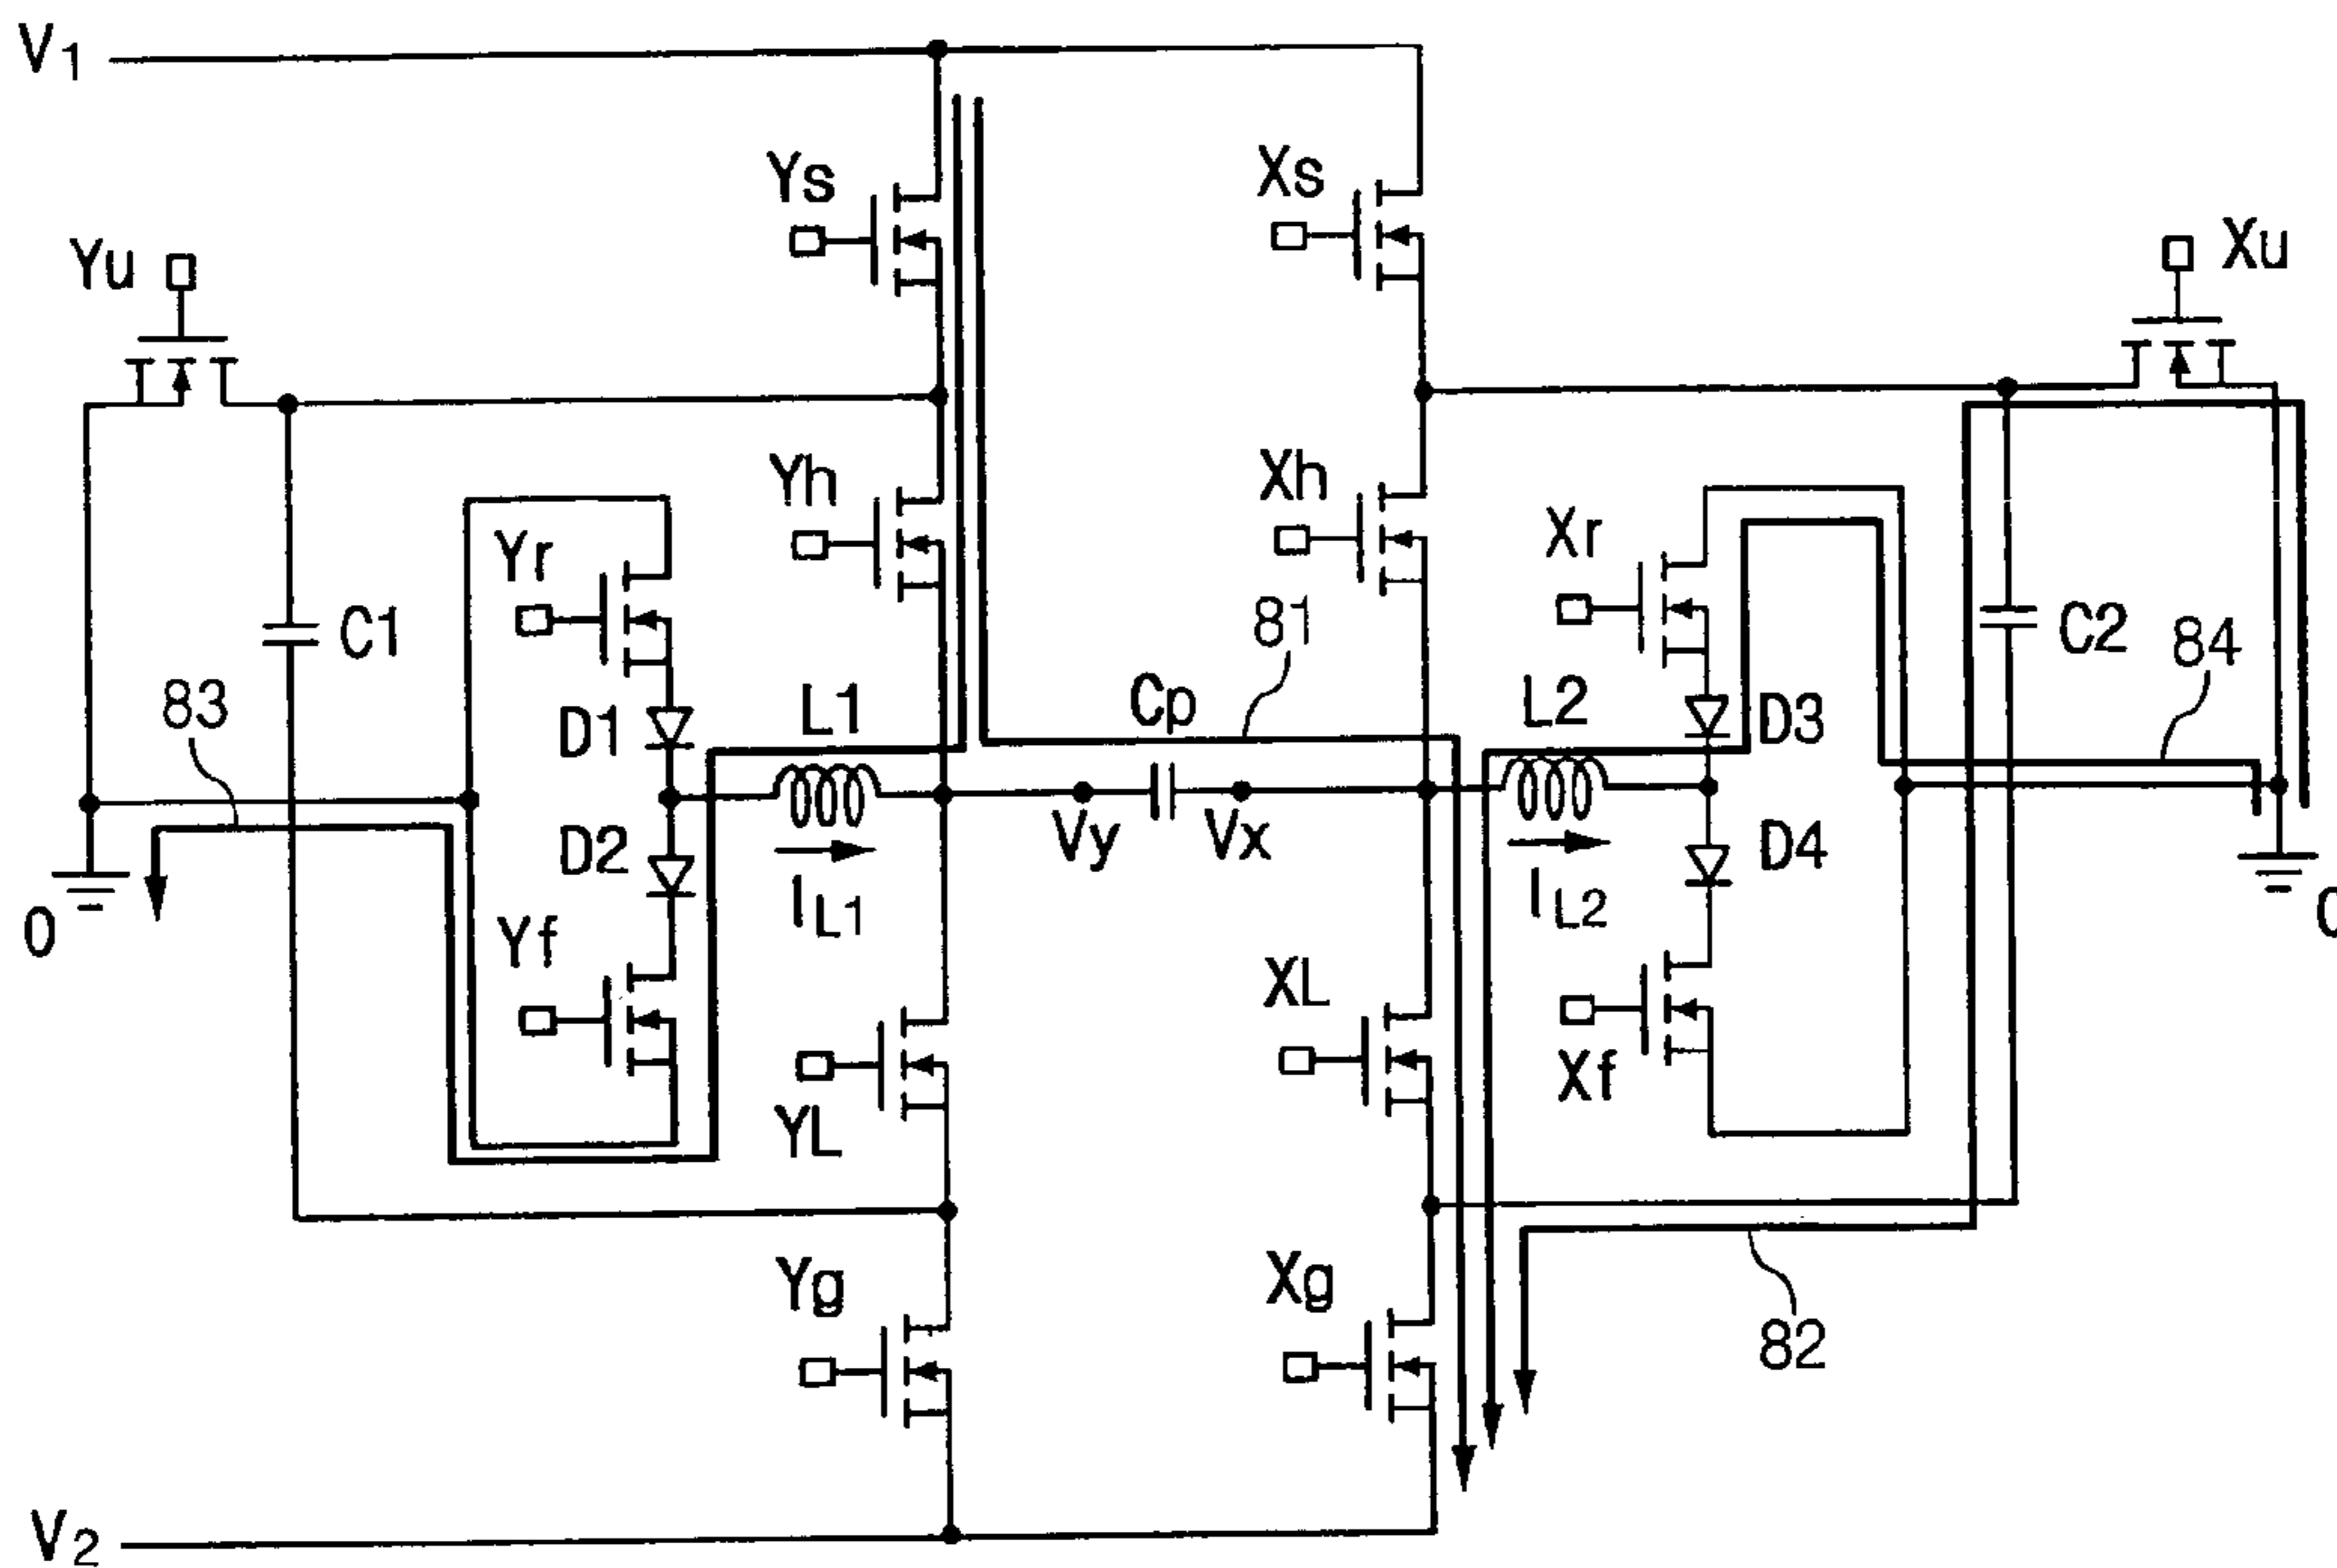 V1
Ys
Xs
Yu
Xu
Yh
Xh
Yr
Xr
C1
81
C2
84
83
L1
Cp
L2
D1
D3
D2
Vy
Vx
D4
IL1
IL2
0
0
Yf
XL
Xf
YL
Yg
Xg
82
V2